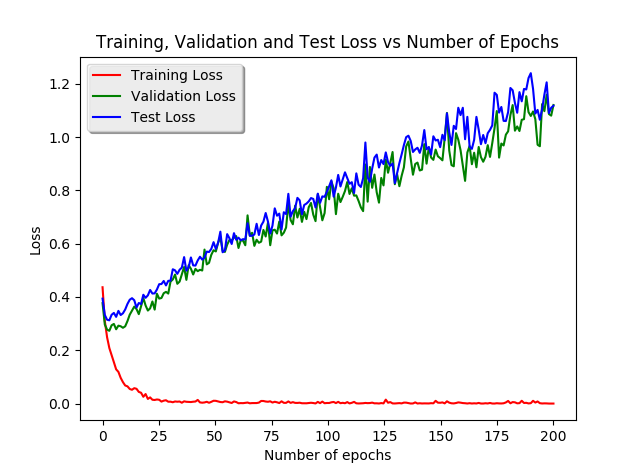 Training, Validation and Test Loss vs Number of Epochs
Training Loss
Validation Loss
Test Loss
1.2
1.0
0.8
0.6
0.4
0.2
0.0
Loss
0 25 50 75 100 125 150 175 200
Number of epochs